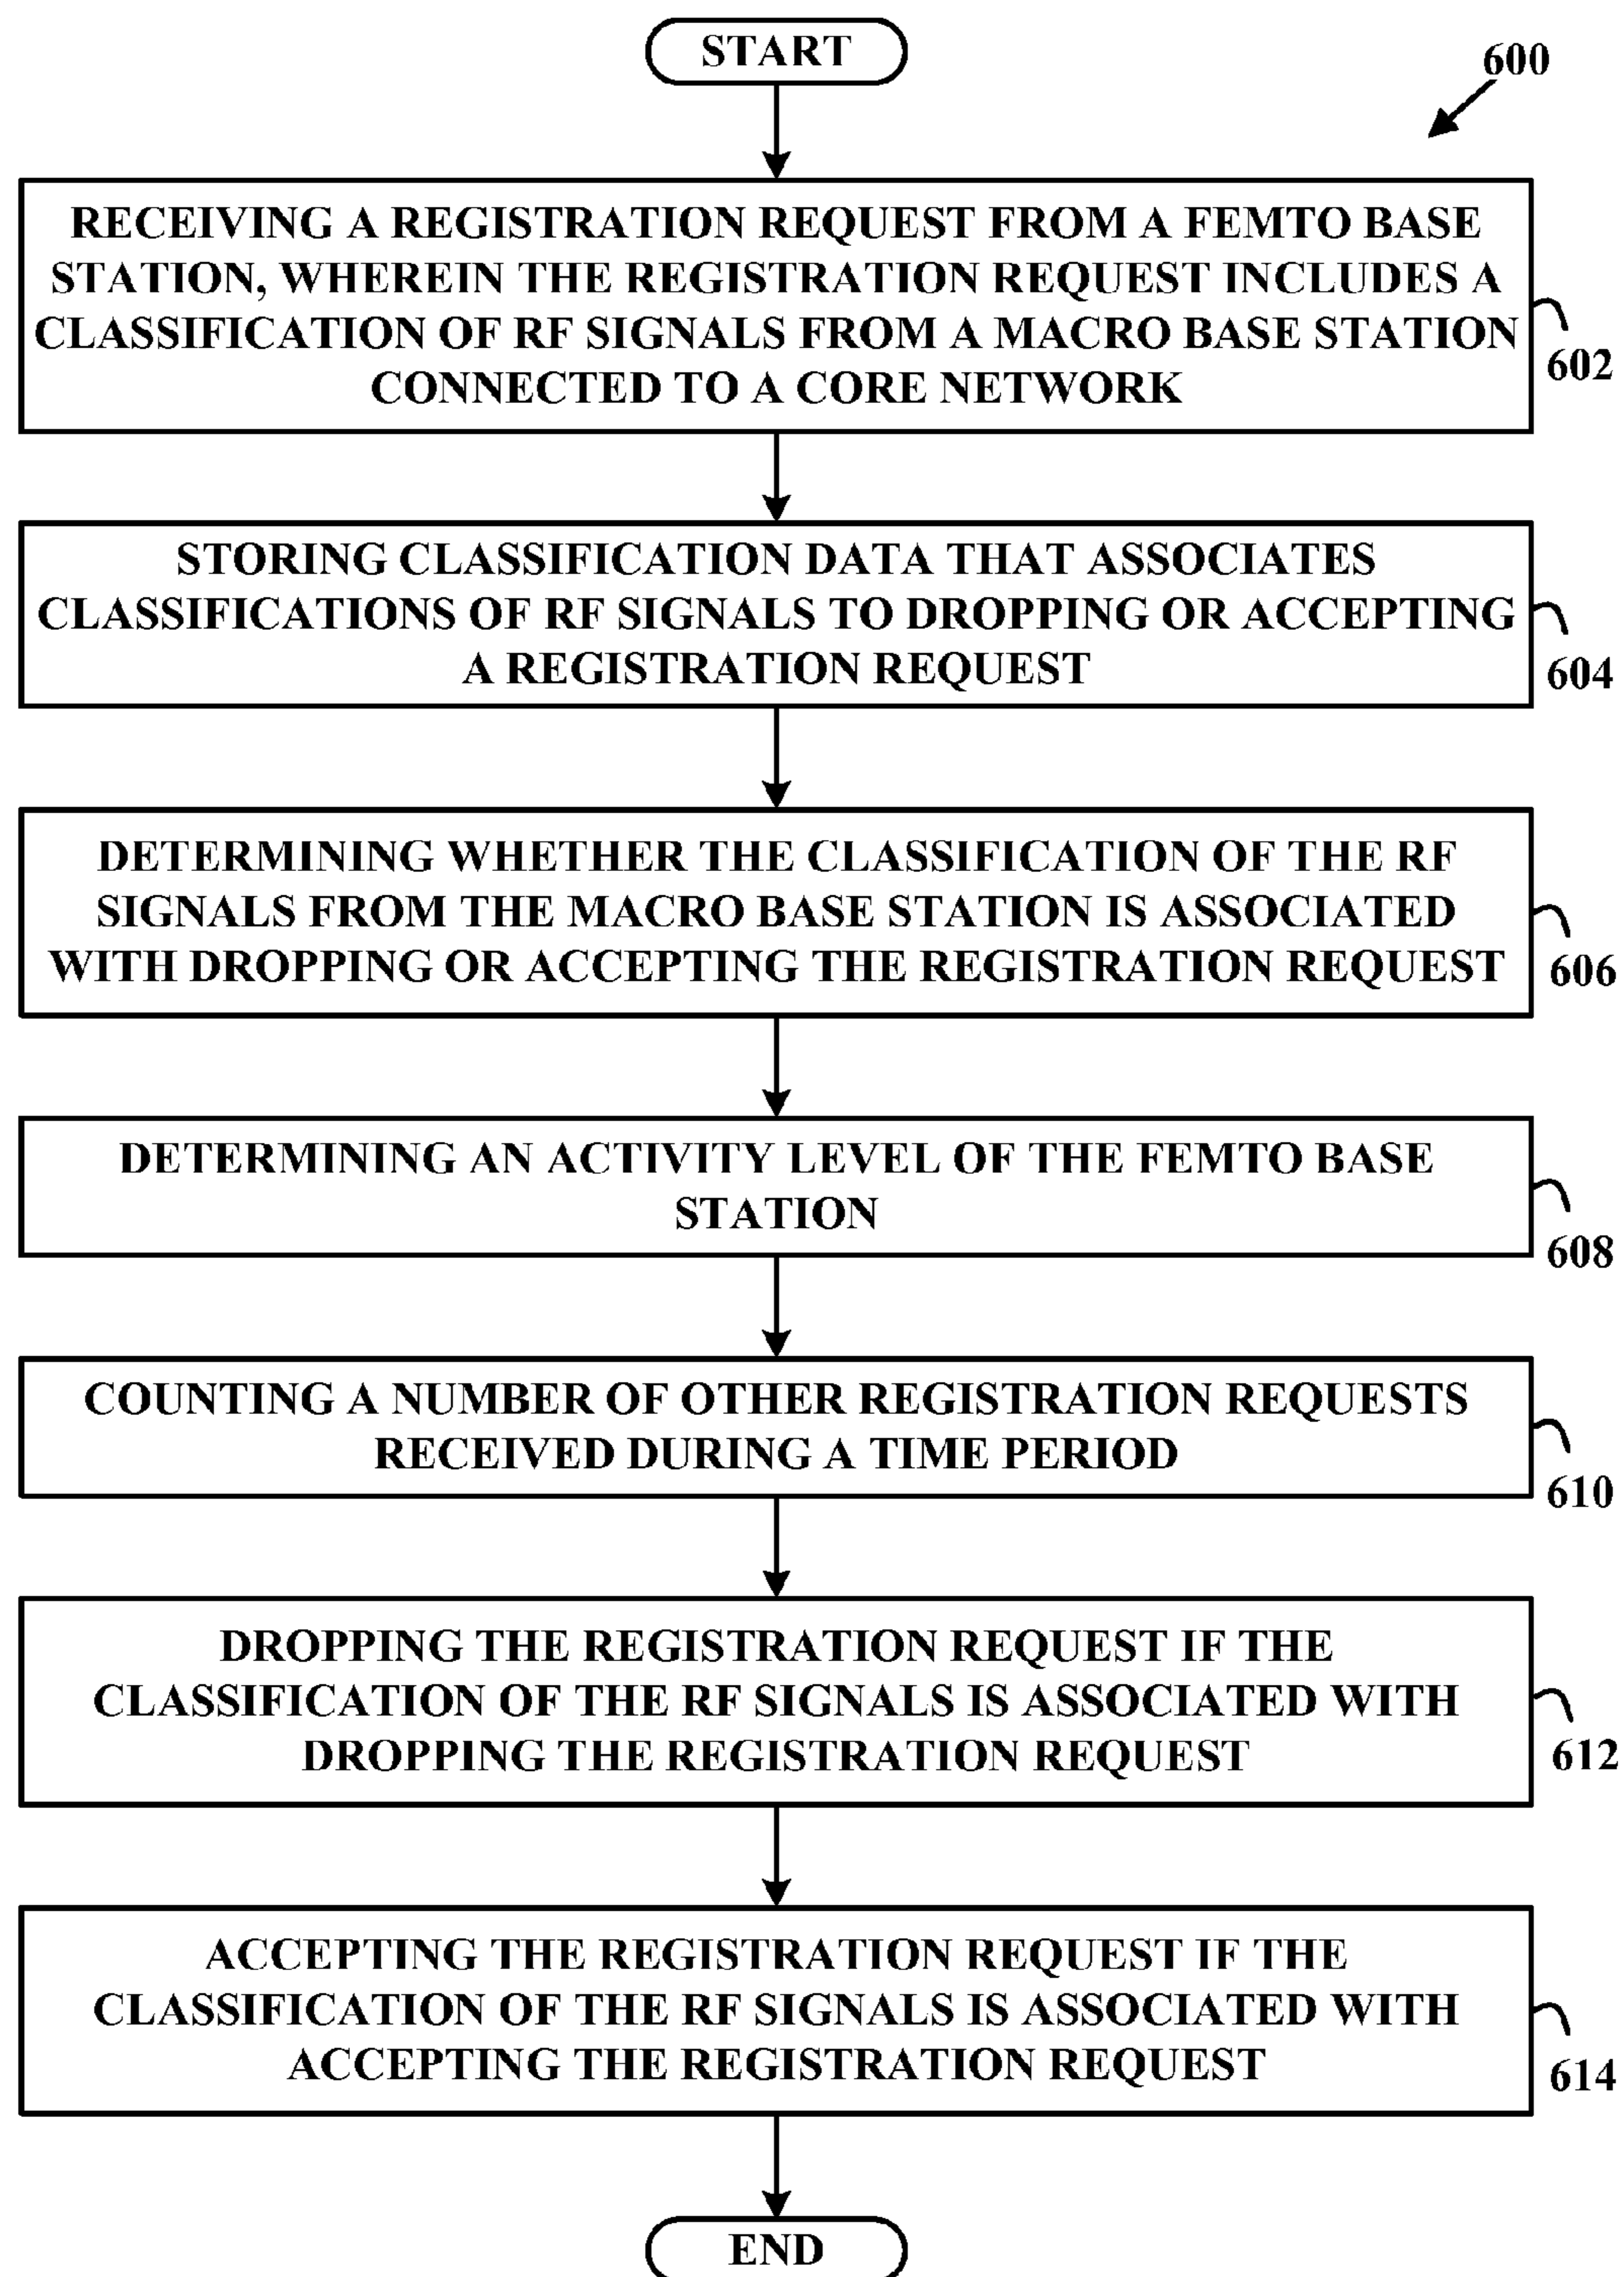 START
600
RECEIVING A REGISTRATION REQUEST FROM A FEMTO BASE
STATION, WHEREIN THE REGISTRATION REQUEST INCLUDES A
CLASSIFICATION OF RF SIGNALS FROM A MACRO BASE STATION
CONNECTED TO A CORE NETWORK
602
STORING CLASSIFICATION DATA THAT ASSOCIATES
CLASSIFICATIONS OF RF SIGNALS TO DROPPING OR ACCEPTING
A REGISTRATION REQUEST
604
DETERMINING WHETHER THE CLASSIFICATION OF THE RF
SIGNALS FROM THE MACRO BASE STATION IS ASSOCIATED
WITH DROPPING OR ACCEPTING THE REGISTRATION REQUEST
606
DETERMINING AN ACTIVITY LEVEL OF THE FEMTO BASE
STATION
608
COUNTING A NUMBER OF OTHER REGISTRATION REQUESTS
RECEIVED DURING A TIME PERIOD
610
DROPPING THE REGISTRATION REQUEST IF THE
CLASSIFICATION OF THE RF SIGNALS IS ASSOCIATED WITH
DROPPING THE REGISTRATION REQUEST
612
ACCEPTING THE REGISTRATION REQUEST IF THE
CLASSIFICATION OF THE RF SIGNALS IS ASSOCIATED WITH
ACCEPTING THE REGISTRATION REQUEST
614
END